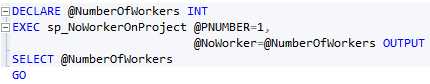 DECLARE @NumberOfWorkers INT
EXEC sp_NoWorkerOnProject @PNUMBER=1,
@NoWorker=@NumberOfWorkers OUTPUT
SELECT @NumberOfWorkers
GO